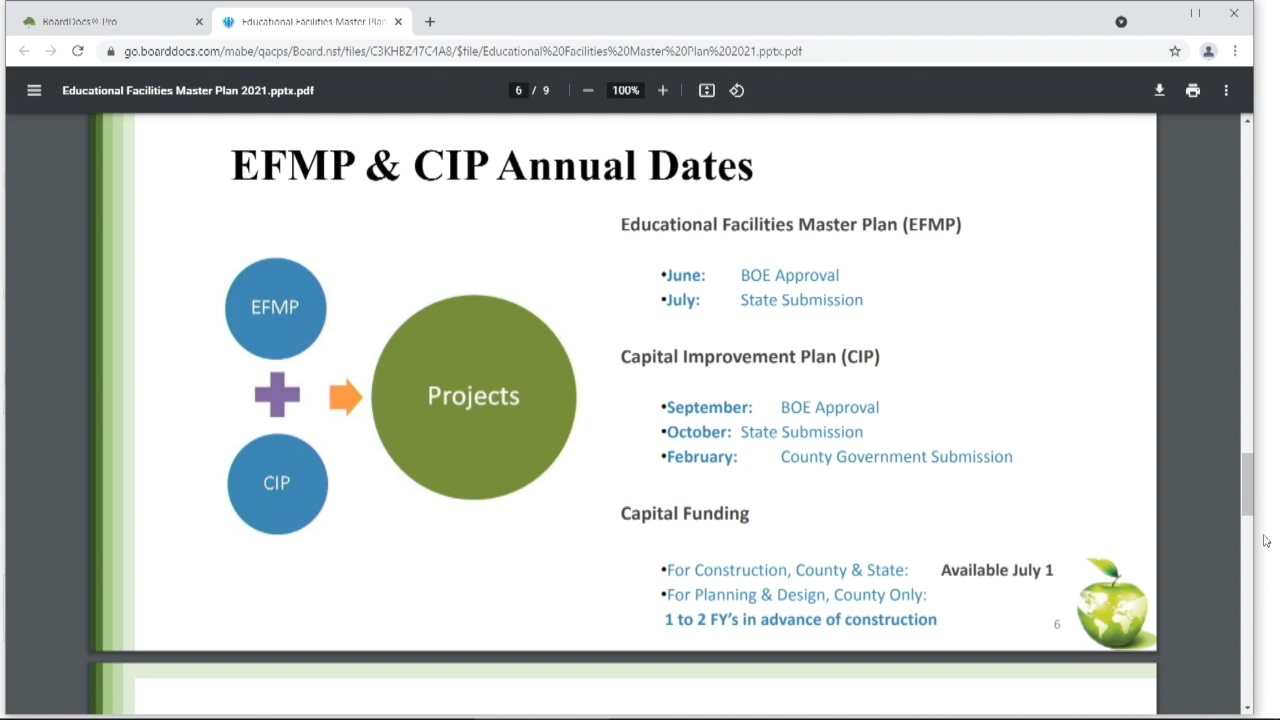 BoardDocs® Pro
Educational Facilities Master Plan
go.boarddocs.com/mabe/qacps/Board.nsf/files/C3KHBZ47C4A8/$file/Educational%20Facilities%20Master%20Plan%202021.pptx.pdf
Educational Facilities Master Plan 2021.pptx.pdf
6 / 9
100%
EFMP & CIP Annual Dates
EFMP
CIP
Projects
Educational Facilities Master Plan (EFMP)
•June: BOE Approval
•July: State Submission
Capital Improvement Plan (CIP)
•September: BOE Approval
•October: State Submission
•February: County Government Submission
Capital Funding
•For Construction, County & State: Available July 1
•For Planning & Design, County Only:
1 to 2 FY's in advance of construction
6